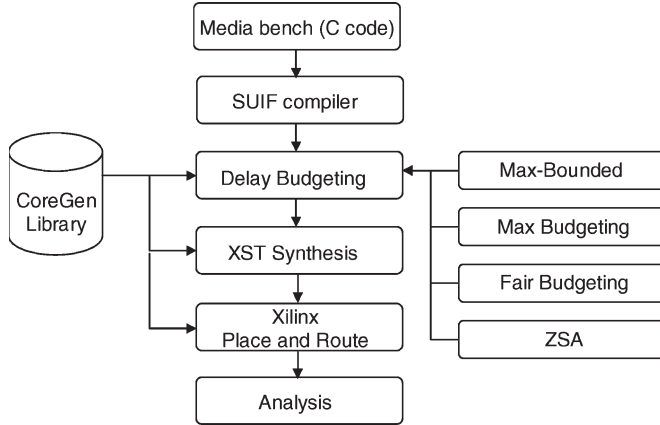 Media bench (C code)
SUIF compiler
CoreGen
Library
Delay Budgeting
XST Synthesis
Xilinx
Place and Route
Analysis
Max-Bounded
Max Budgeting
Fair Budgeting
ZSA